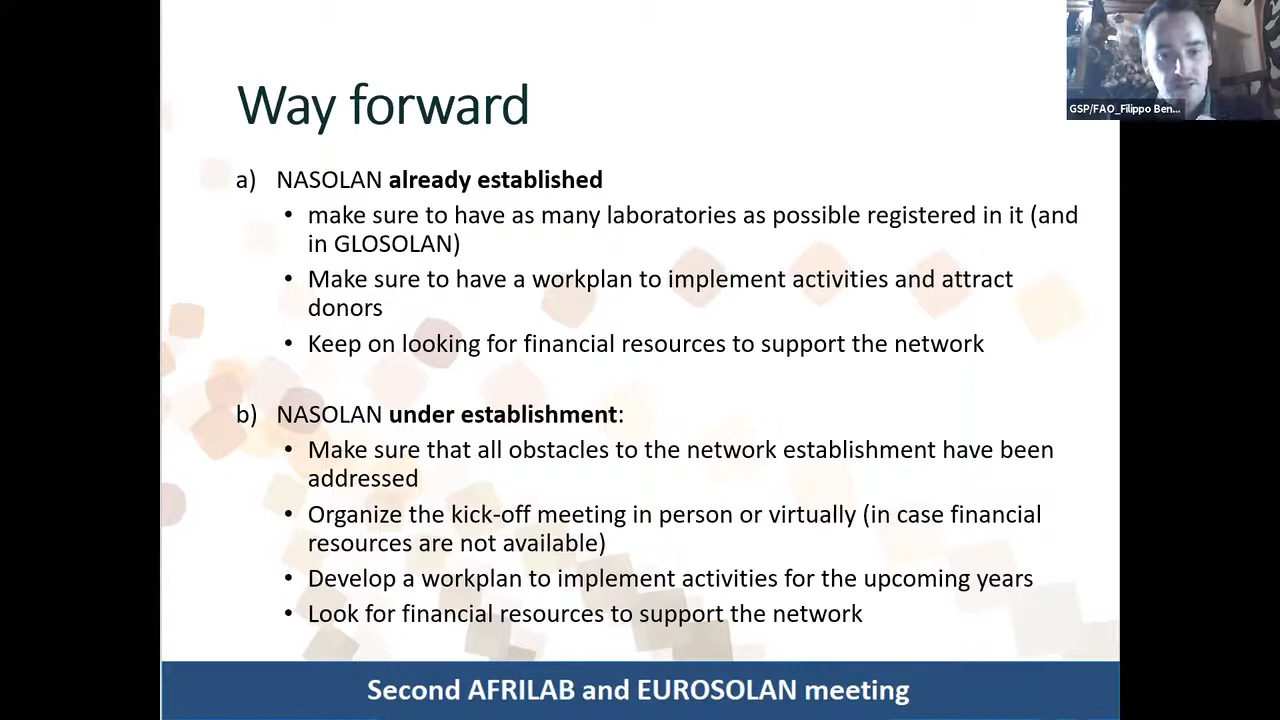 GSP/FAO_Filippo Ben...
Way forward
a) NASOLAN already established
• make sure to have as many laboratories as possible registered in it (and
in GLOSOLAN)
• Make sure to have a workplan to implement activities and attract
donors
• Keep on looking for financial resources to support the network
b) NASOLAN under establishment:
• Make sure that all obstacles to the network establishment have been
addressed
• Organize the kick-off meeting in person or virtually (in case financial
resources are not available)
• Develop a workplan to implement activities for the upcoming years
• Look for financial resources to support the network
Second AFRILAB and EUROSOLAN meeting